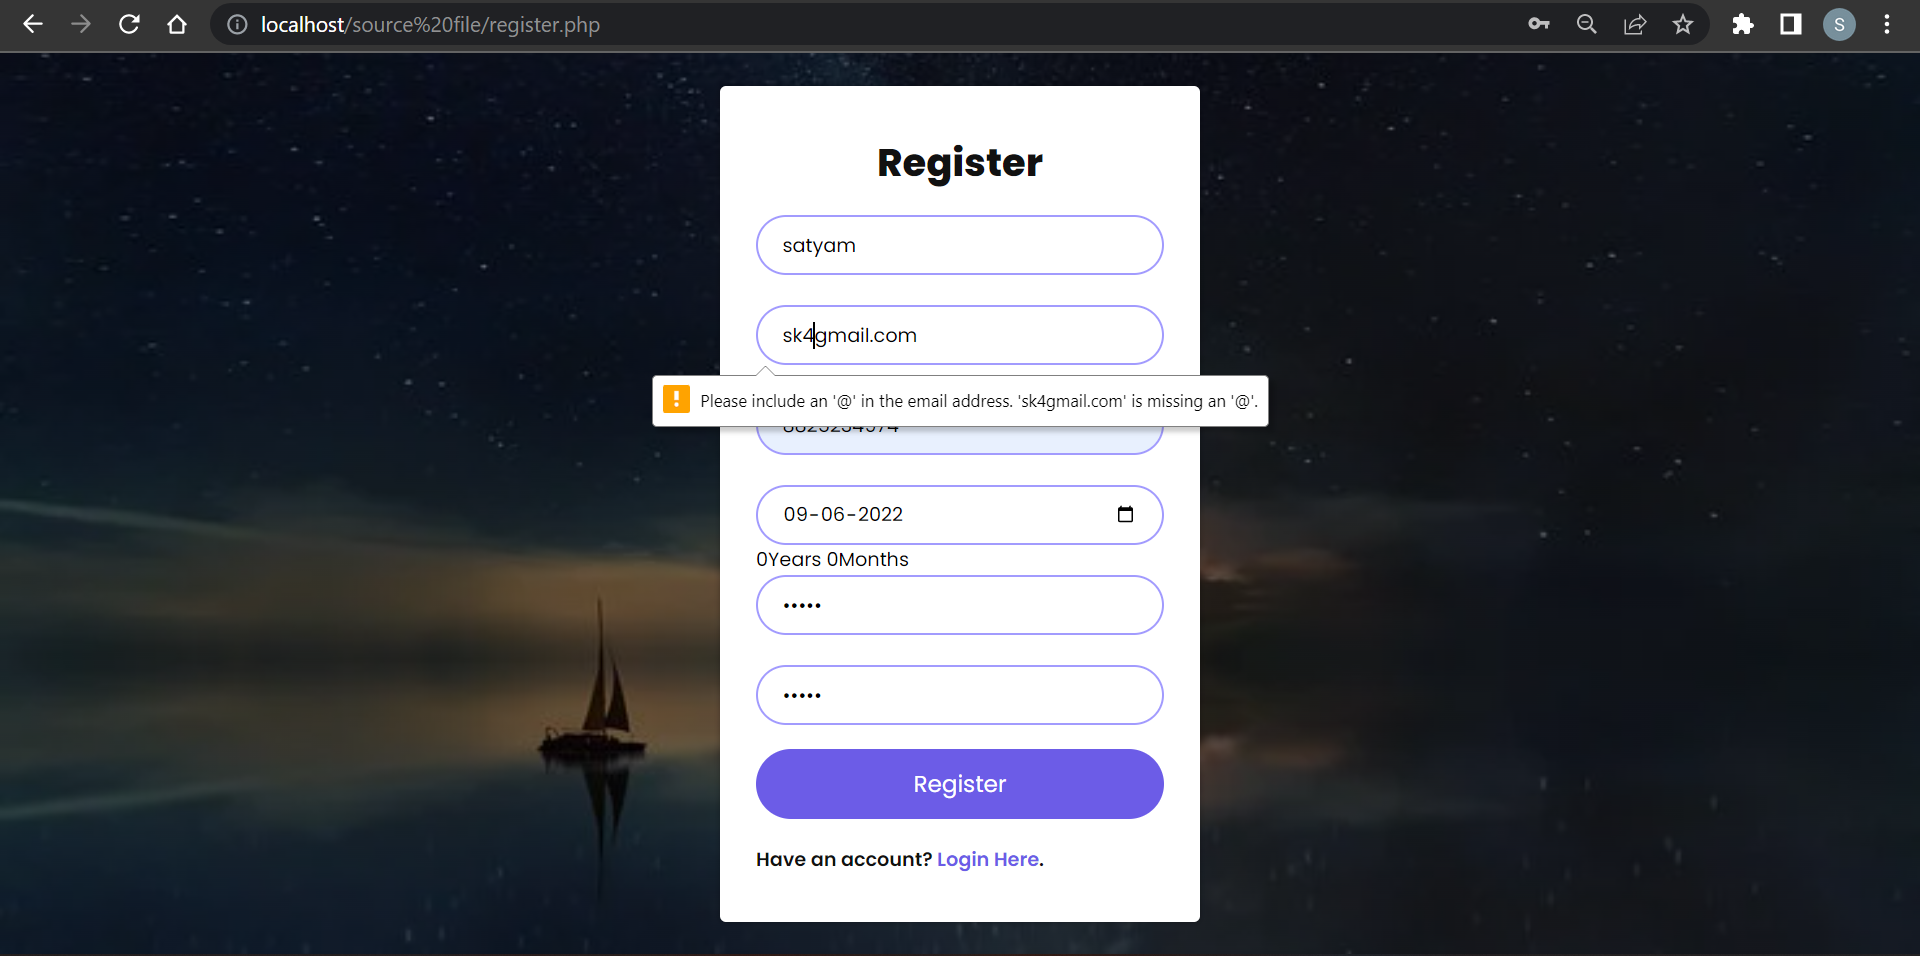 localhost/source%20file/register.php
S
Register
satyam
sk4gmail.com
Please include an '@' in the email address. 'sk4gmail.com' is missing an '@'.
09-06-2022
0Years 0Months
•••••
•••••
Register
Have an account? Login Here.